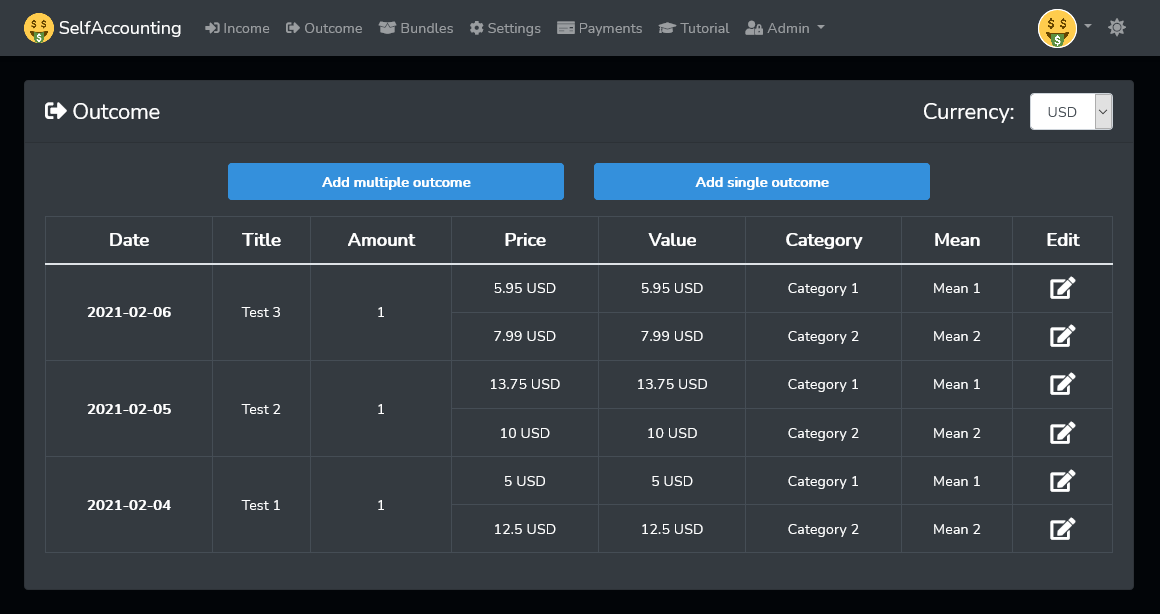 SelfAccounting Income Outcome Bundles Settings Payments Tutorial Admin
Outcome Currency: USD
Add multiple outcome Add single outcome
Date Title Amount Price Value Category Mean Edit
2021-02-06 Test 3 1 5.95 USD 5.95 USD Category 1 Mean 1
7.99 USD 7.99 USD Category 2 Mean 2
2021-02-05 Test 2 1 13.75 USD 13.75 USD Category 1 Mean 1
10 USD 10 USD Category 2 Mean 2
2021-02-04 Test 1 1 5 USD 5 USD Category 1 Mean 1
12.5 USD 12.5 USD Category 2 Mean 2